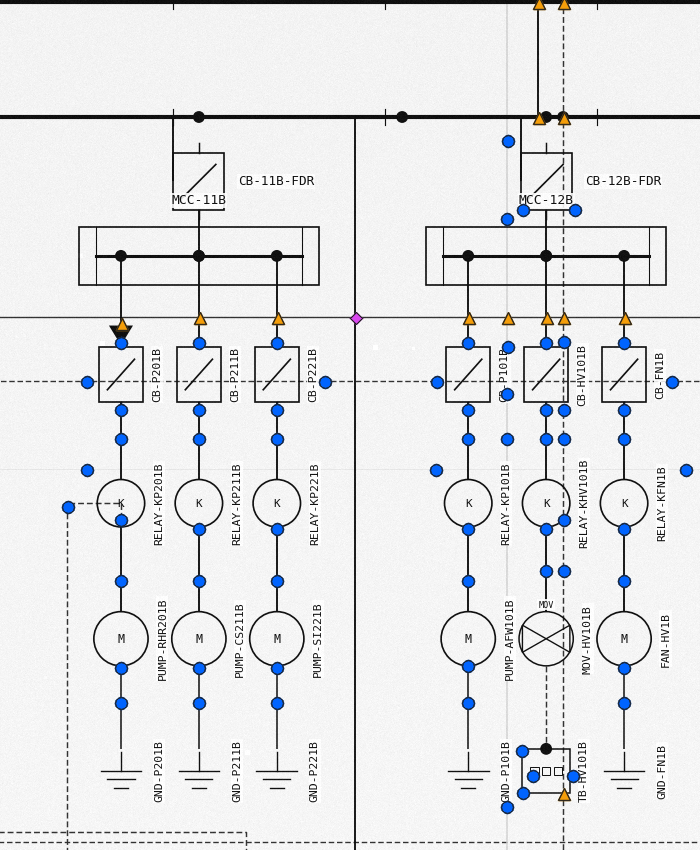 CB-11B-FDR
CB-12B-FDR
MCC-11B
MCC-12B
CB-P201B
CB-P211B
CB-P221B
CB-P101B
CB-HV101B
CB-FN1B
K
K
K
K
K
K
RELAY-KP201B
RELAY-KP211B
RELAY-KP221B
RELAY-KP101B
RELAY-KHV101B
RELAY-KFN1B
MOV
M
M
M
M
M
PUMP-RHR201B
PUMP-CS211B
PUMP-SI221B
PUMP-AFW101B
MOV-HV101B
FAN-HV1B
GND-P201B
GND-P211B
GND-P221B
GND-P101B
TB-HV101B
GND-FN1B